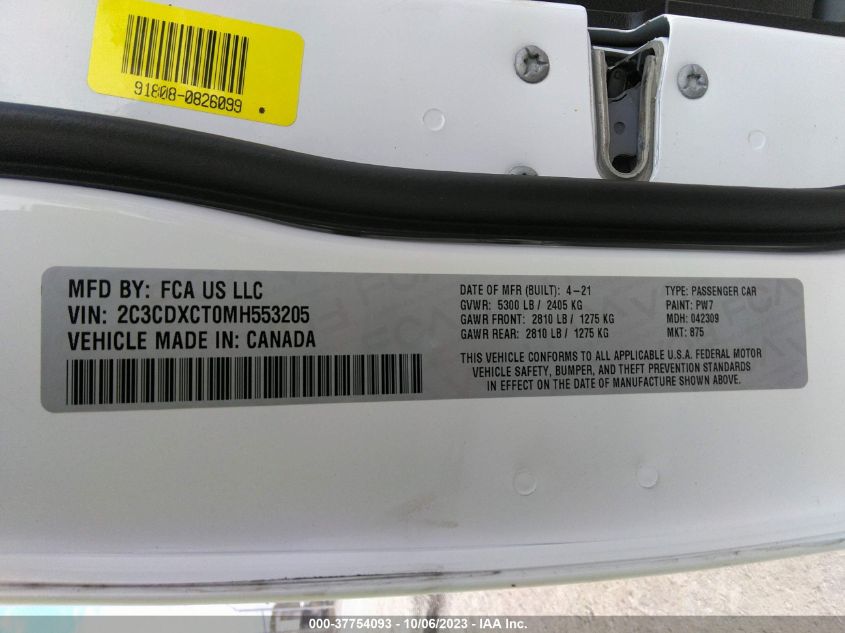 91808-0826099
MFD BY: FCA US LLC
VIN: 2C3CDXCT0MH553205
VEHICLE MADE IN: CANADA
DATE OF MFR (BUILT): 4-21
GVWR: 5300 LB / 2405 KG
GAWR FRONT: 2810 LB / 1275 KG
GAWR REAR: 2810 LB / 1275 KG
TYPE: PASSENGER CAR
PAINT: PW7
MDH: 042309
MKT: 875
THIS VEHICLE CONFORMS TO ALL APPLICABLE U.S.A. FEDERAL MOTOR
VEHICLE SAFETY, BUMPER, AND THEFT PREVENTION STANDARDS
IN EFFECT ON THE DATE OF MANUFACTURE SHOWN ABOVE.
000-37754093 - 10/06/2023 - IAA Inc.